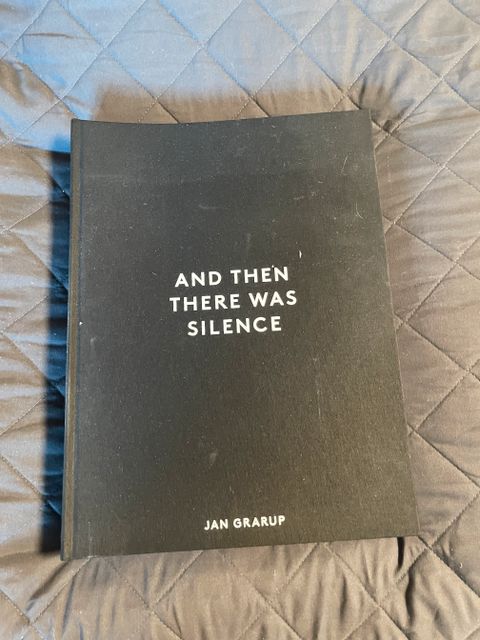 AND THEN
THERE WAS
SILENCE
JAN GRARUP